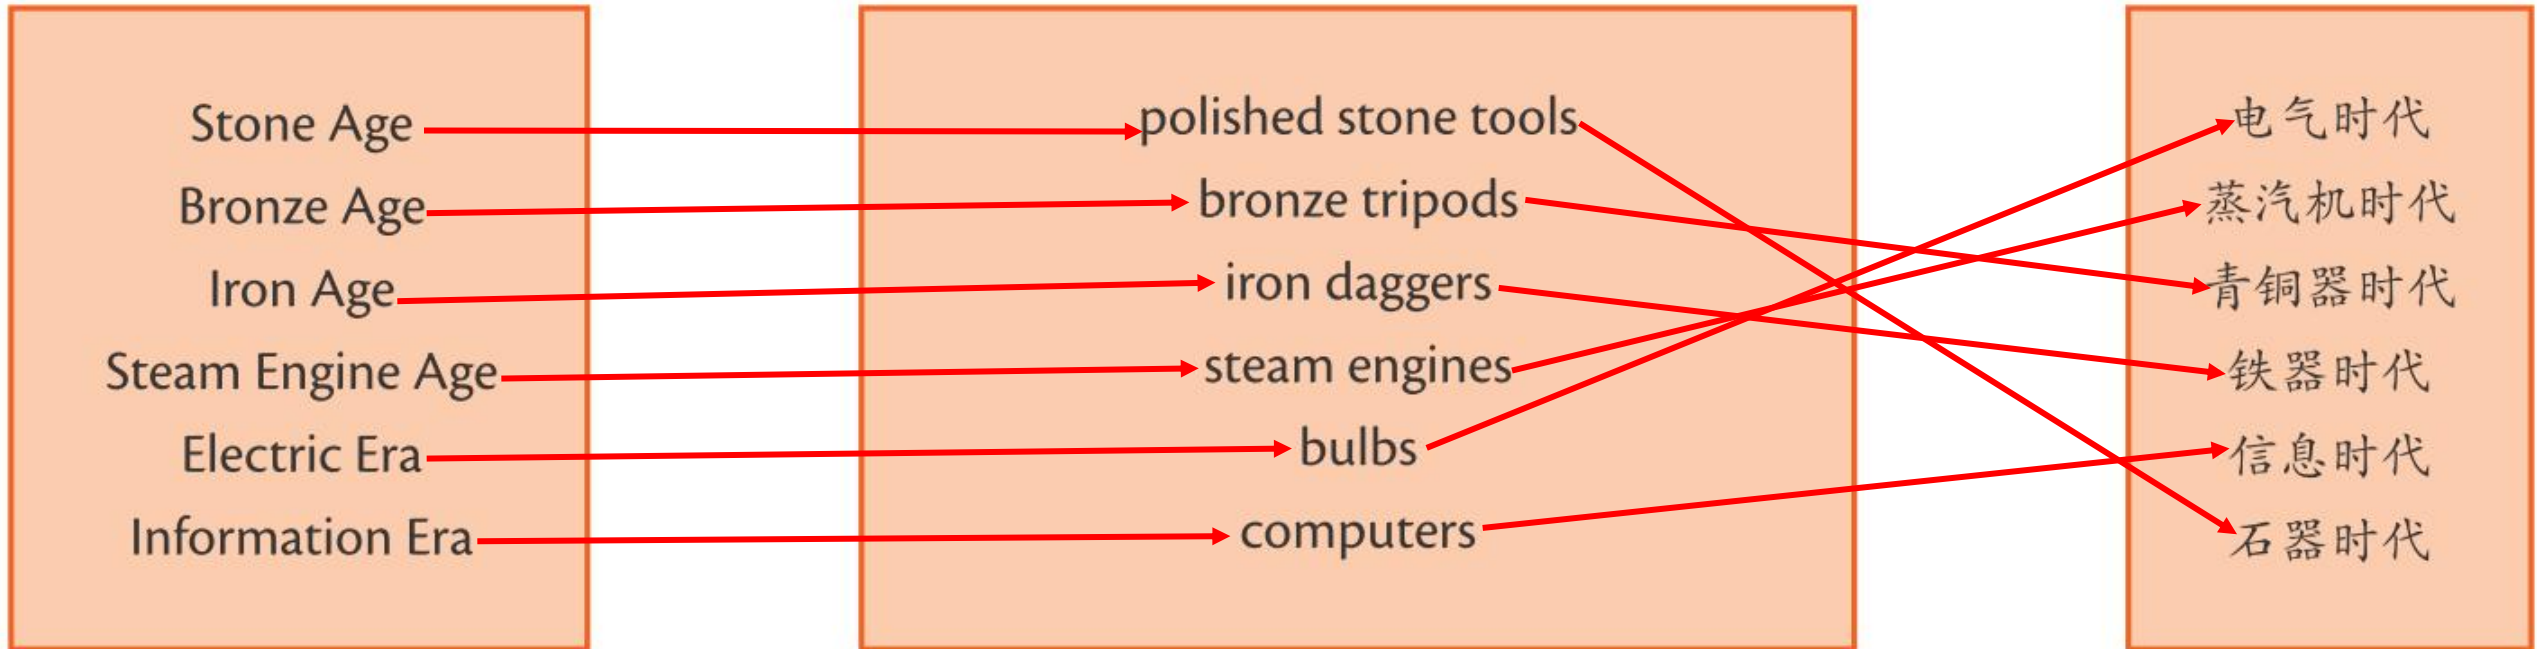 Stone Age
Bronze Age
Iron Age
Steam Engine Age
Electric Era
Information Era
polished stone tools
bronze tripods
iron daggers
steam engines
bulbs
computers
电气时代
蒸汽机时代
青铜器时代
铁器时代
信息时代
石器时代